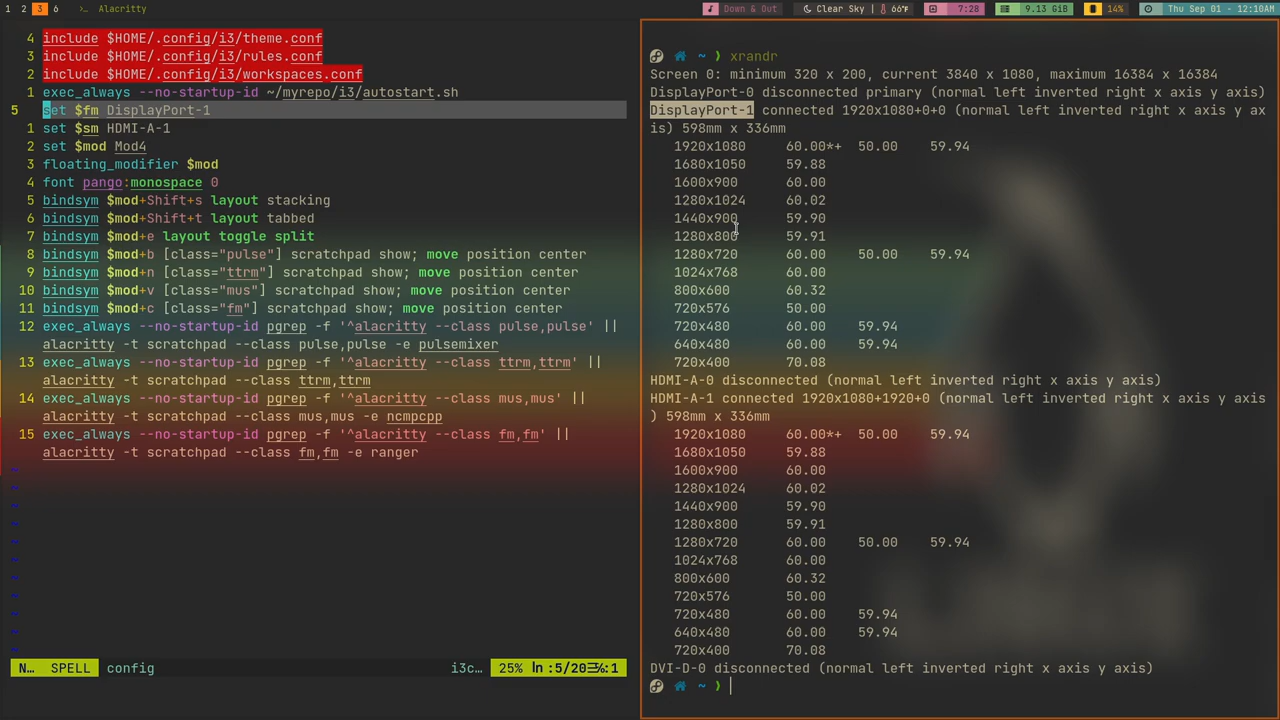 1 2 3 6 >_ Alacritty
Down & Out Clear Sky | 66°F 7:28 9.13 GiB 14% Thu Sep 01 - 12:10AM
4 include $HOME/.config/i3/theme.conf
3 include $HOME/.config/i3/rules.conf
2 include $HOME/.config/i3/workspaces.conf
1 exec_always --no-startup-id ~/myrepo/i3/autostart.sh
5 set $fm DisplayPort-1
1 set $sm HDMI-A-1
2 set $mod Mod4
3 floating_modifier $mod
4 font pango:monospace 0
5 bindsym $mod+Shift+s layout stacking
6 bindsym $mod+Shift+t layout tabbed
7 bindsym $mod+e layout toggle split
8 bindsym $mod+b [class="pulse"] scratchpad show; move position center
9 bindsym $mod+n [class="ttrm"] scratchpad show; move position center
10 bindsym $mod+v [class="mus"] scratchpad show; move position center
11 bindsym $mod+c [class="fm"] scratchpad show; move position center
12 exec_always --no-startup-id pgrep -f '^alacritty --class pulse,pulse' ||
alacritty -t scratchpad --class pulse,pulse -e pulsemixer
13 exec_always --no-startup-id pgrep -f '^alacritty --class ttrm,ttrm' ||
alacritty -t scratchpad --class ttrm,ttrm
14 exec_always --no-startup-id pgrep -f '^alacritty --class mus,mus' ||
alacritty -t scratchpad --class mus,mus -e ncmpcpp
15 exec_always --no-startup-id pgrep -f '^alacritty --class fm,fm' ||
alacritty -t scratchpad --class fm,fm -e ranger
~
~
~
~
~
~
~
~
~
~
~
N… SPELL config i3c… 25% ln :5/20 :1
~ ❯ xrandr
Screen 0: minimum 320 x 200, current 3840 x 1080, maximum 16384 x 16384
DisplayPort-0 disconnected primary (normal left inverted right x axis y axis)
DisplayPort-1 connected 1920x1080+0+0 (normal left inverted right x axis y ax
is) 598mm x 336mm
1920x1080 60.00*+ 50.00 59.94
1680x1050 59.88
1600x900 60.00
1280x1024 60.02
1440x900 59.90
1280x800 59.91
1280x720 60.00 50.00 59.94
1024x768 60.00
800x600 60.32
720x576 50.00
720x480 60.00 59.94
640x480 60.00 59.94
720x400 70.08
HDMI-A-0 disconnected (normal left inverted right x axis y axis)
HDMI-A-1 connected 1920x1080+1920+0 (normal left inverted right x axis y axis
) 598mm x 336mm
1920x1080 60.00*+ 50.00 59.94
1680x1050 59.88
1600x900 60.00
1280x1024 60.02
1440x900 59.90
1280x800 59.91
1280x720 60.00 50.00 59.94
1024x768 60.00
800x600 60.32
720x576 50.00
720x480 60.00 59.94
640x480 60.00 59.94
720x400 70.08
DVI-D-0 disconnected (normal left inverted right x axis y axis)
~ ❯